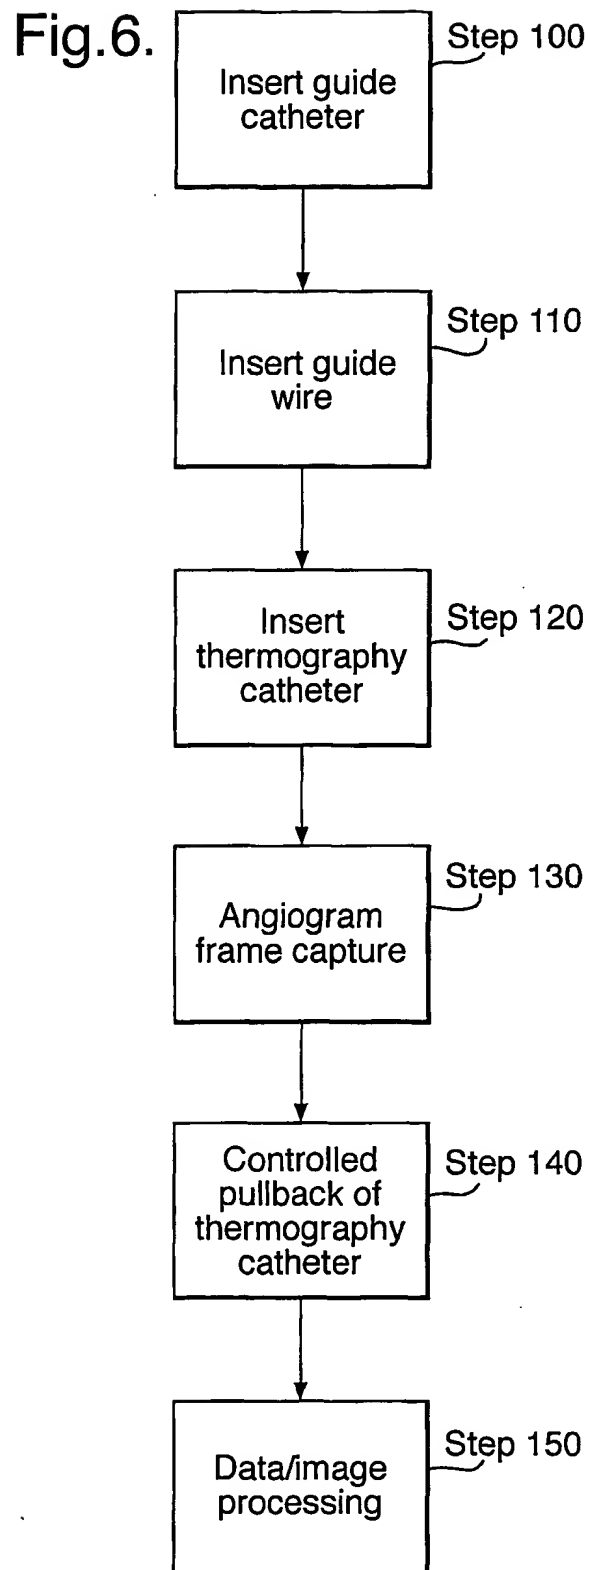 Fig.6.
Step 100
Insert guide
catheter
Step 110
Insert guide
wire
Step 120
Insert
thermography
catheter
Step 130
Angiogram
frame capture
Step 140
Controlled
pullback of
thermography
catheter
Step 150
Data/image
processing